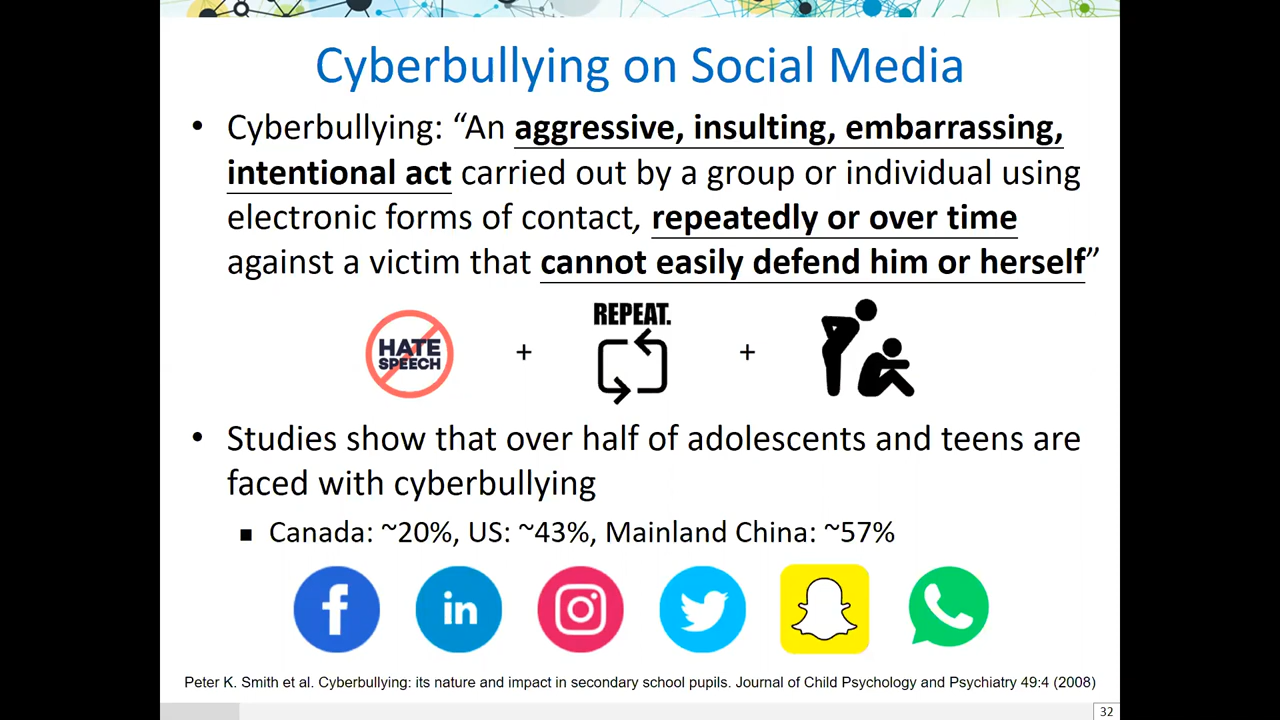 Cyberbullying on Social Media
• Cyberbullying: “An aggressive, insulting, embarrassing,
intentional act carried out by a group or individual using
electronic forms of contact, repeatedly or over time
against a victim that cannot easily defend him or herself”
HATE
SPEECH
+
REPEAT.
+
• Studies show that over half of adolescents and teens are
faced with cyberbullying
▪ Canada: ~20%, US: ~43%, Mainland China: ~57%
f
in
Peter K. Smith et al. Cyberbullying: its nature and impact in secondary school pupils. Journal of Child Psychology and Psychiatry 49:4 (2008)
32